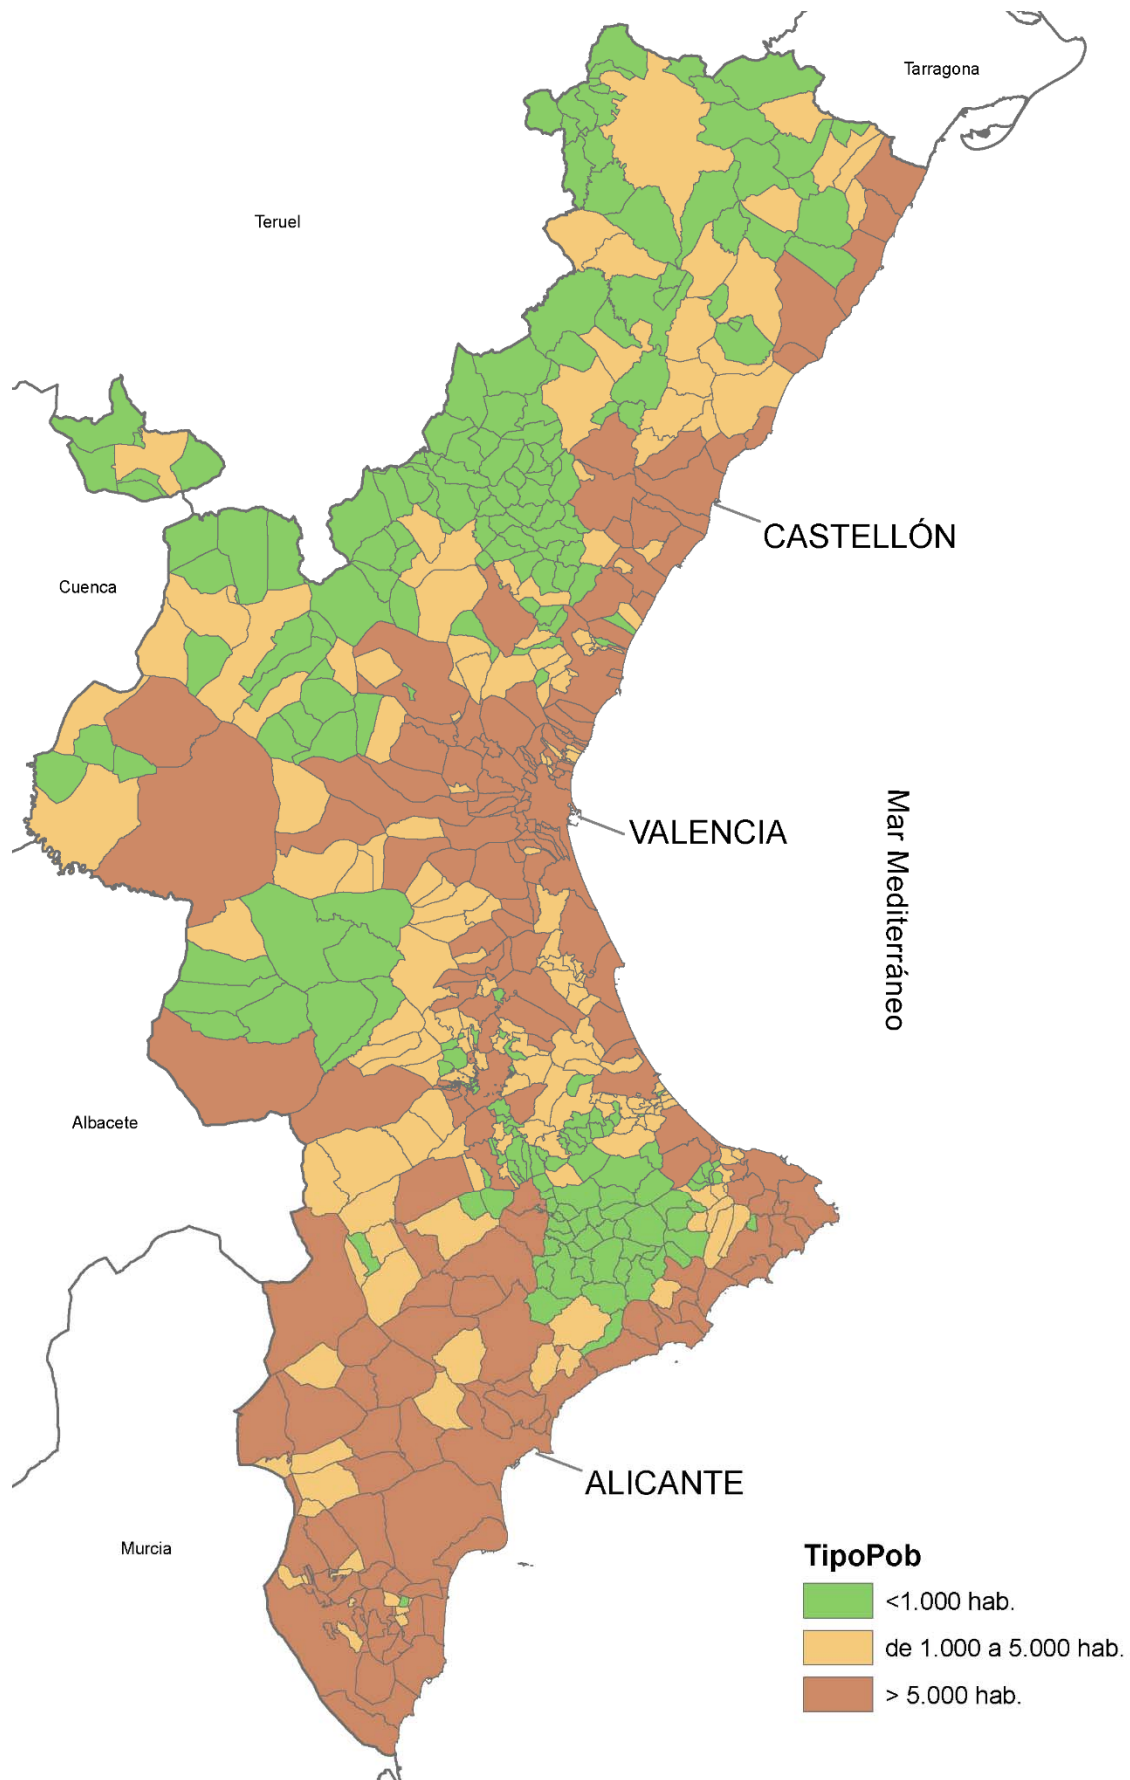 Tarragona
Teruel
CASTELLÓN
Cuenca
Mar Mediterráneo
VALENCIA
Albacete
ALICANTE
Murcia
TipoPob
<1.000 hab.
de 1.000 a 5.000 hab.
> 5.000 hab.